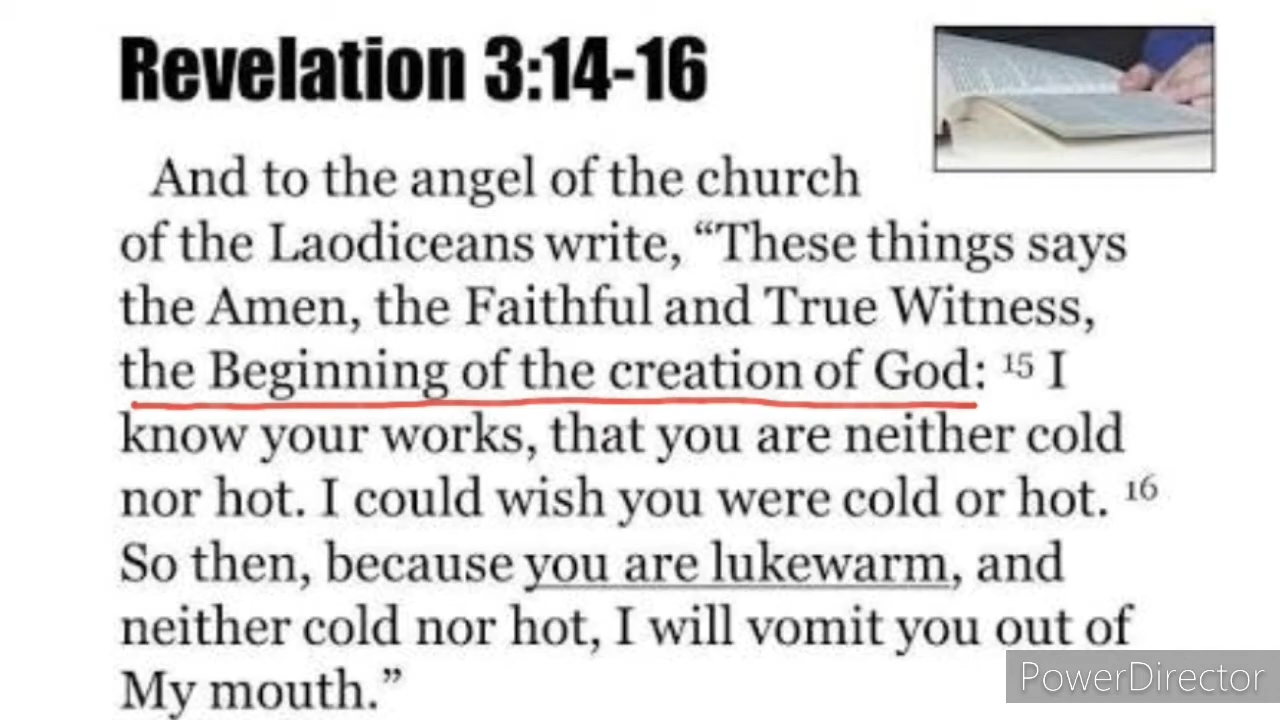 Revelation 3:14-16
And to the angel of the church
of the Laodiceans write, “These things says
the Amen, the Faithful and True Witness,
the Beginning of the creation of God: 15 I
know your works, that you are neither cold
nor hot. I could wish you were cold or hot. 16
So then, because you are lukewarm, and
neither cold nor hot, I will vomit you out of
My mouth.”
PowerDirector